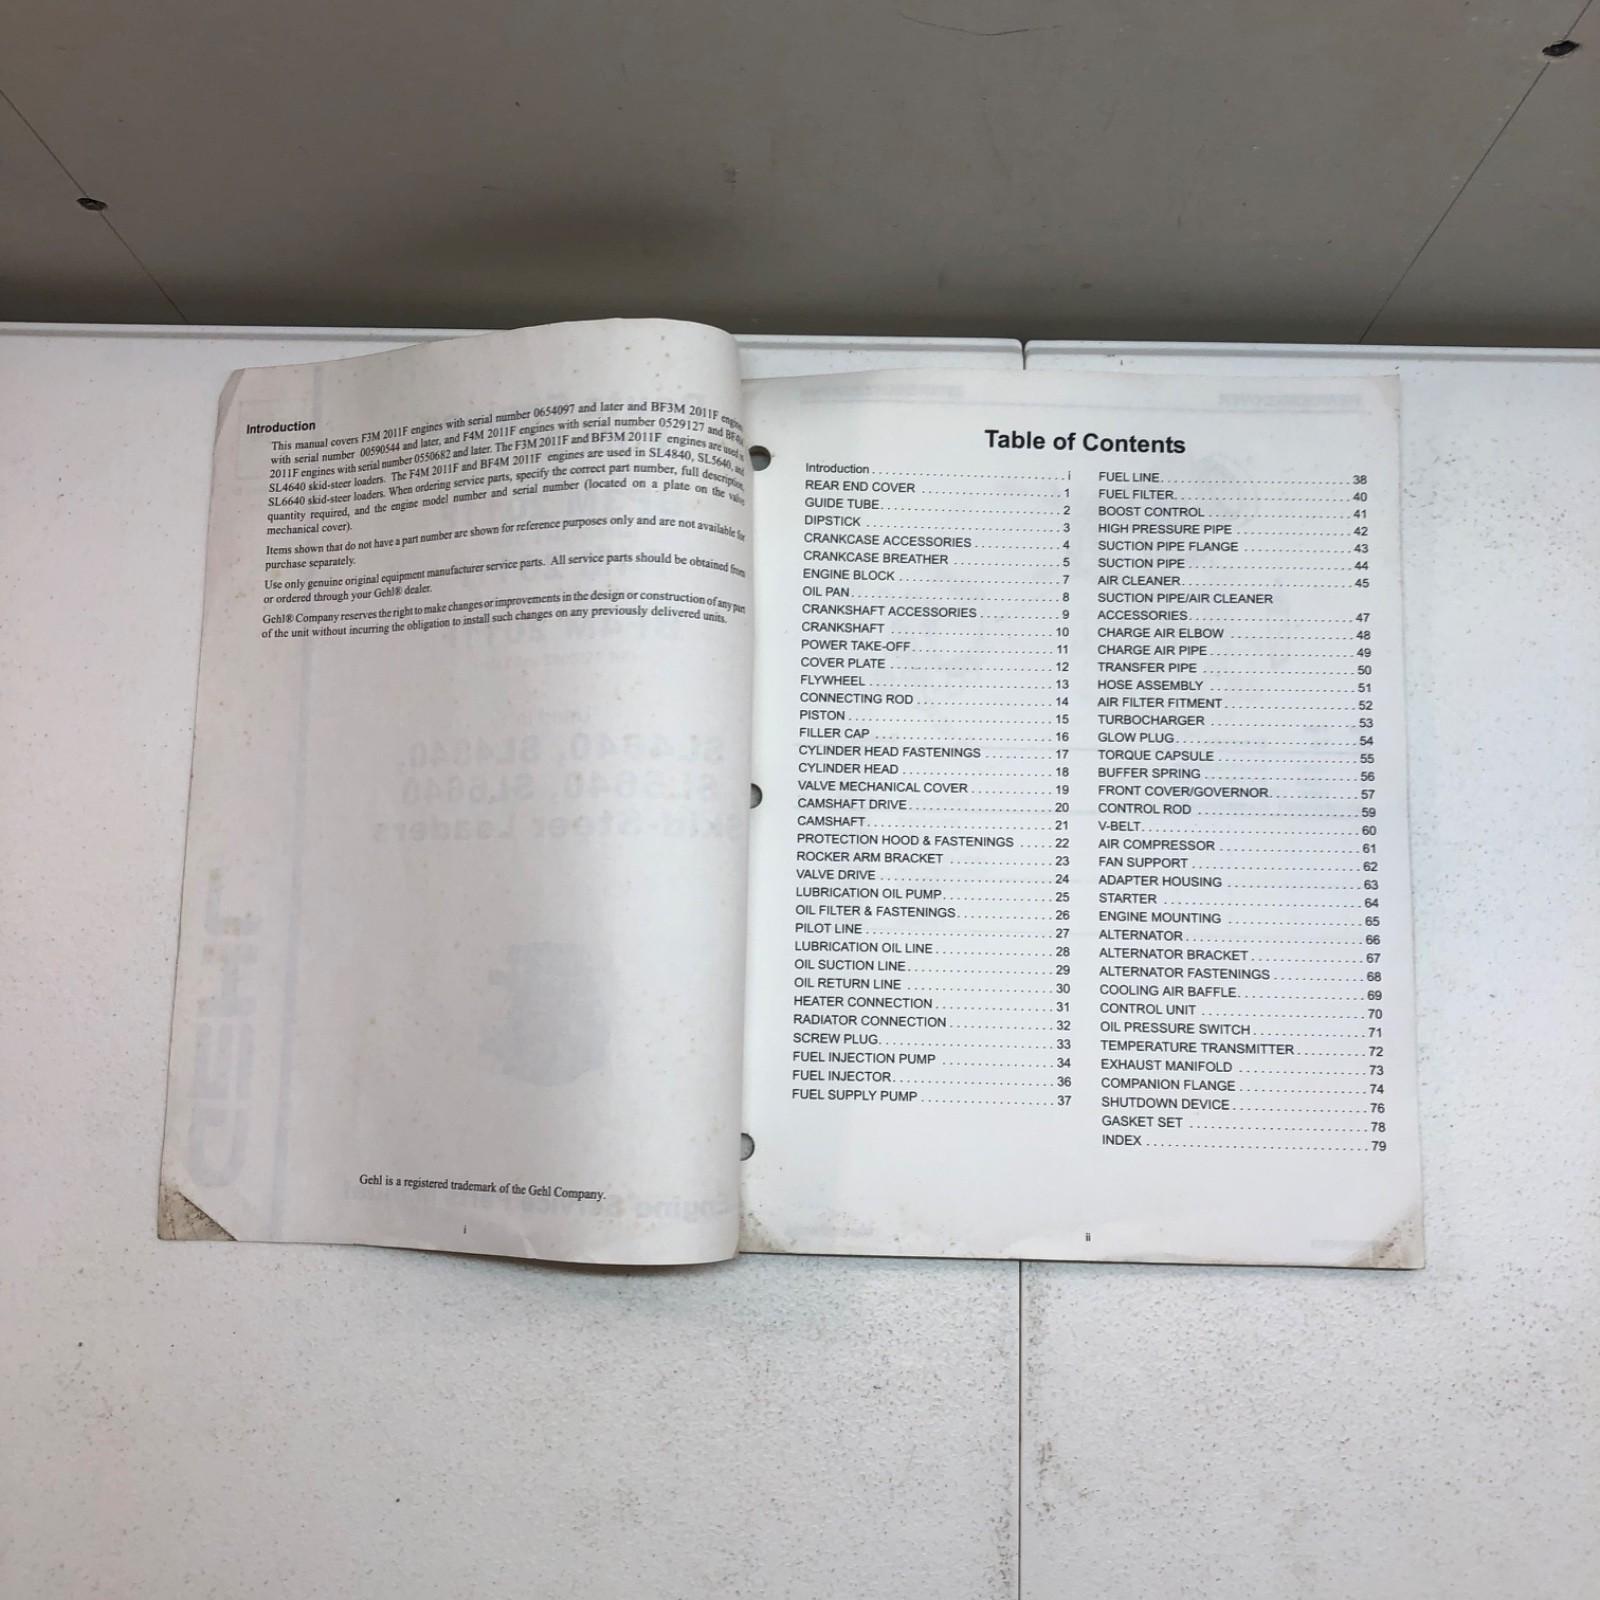 Introduction
This manual covers F3M 2011F engines with serial number 0654097 and later and BF3M 2011F engines
with serial number 00590544 and later, and F4M 2011F engines with serial number 0529127 and BF4M
2011F engines with serial number 0550682 and later. The F3M 2011F and BF3M 2011F engines are used in
SL4640 skid-steer loaders. The F4M 2011F and BF4M 2011F engines are used in SL4840, SL5640, and
SL6640 skid-steer loaders. When ordering service parts, specify the correct part number, full description,
quantity required, and the engine model number and serial number (located on a plate on the valve
mechanical cover).
Items shown that do not have a part number are shown for reference purposes only and are not available for
purchase separately.
Use only genuine original equipment manufacturer service parts. All service parts should be obtained from
or ordered through your Gehl® dealer.
Gehl® Company reserves the right to make changes or improvements in the design or construction of any part
of the unit without incurring the obligation to install such changes on any previously delivered units.
Gehl is a registered trademark of the Gehl Company.
i
Table of Contents
Introduction . . . . . . . . . . i
REAR END COVER . . . . . . . . . . 1
GUIDE TUBE . . . . . . . . . . 2
DIPSTICK . . . . . . . . . . 3
CRANKCASE ACCESSORIES . . . . . . . . . . 4
CRANKCASE BREATHER . . . . . . . . . . 5
ENGINE BLOCK . . . . . . . . . . 7
OIL PAN . . . . . . . . . . 8
CRANKSHAFT ACCESSORIES . . . . . . . . . . 9
CRANKSHAFT . . . . . . . . . . 10
POWER TAKE-OFF . . . . . . . . . . 11
COVER PLATE . . . . . . . . . . 12
FLYWHEEL . . . . . . . . . . 13
CONNECTING ROD . . . . . . . . . . 14
PISTON . . . . . . . . . . 15
FILLER CAP . . . . . . . . . . 16
CYLINDER HEAD FASTENINGS . . . . . . . . . . 17
CYLINDER HEAD . . . . . . . . . . 18
VALVE MECHANICAL COVER . . . . . . . . . . 19
CAMSHAFT DRIVE . . . . . . . . . . 20
CAMSHAFT . . . . . . . . . . 21
PROTECTION HOOD & FASTENINGS . . . . . 22
ROCKER ARM BRACKET . . . . . . . . . . 23
VALVE DRIVE . . . . . . . . . . 24
LUBRICATION OIL PUMP . . . . . . . . . . 25
OIL FILTER & FASTENINGS . . . . . . . . . . 26
PILOT LINE . . . . . . . . . . 27
LUBRICATION OIL LINE . . . . . . . . . . 28
OIL SUCTION LINE . . . . . . . . . . 29
OIL RETURN LINE . . . . . . . . . . 30
HEATER CONNECTION . . . . . . . . . . 31
RADIATOR CONNECTION . . . . . . . . . . 32
SCREW PLUG . . . . . . . . . . 33
FUEL INJECTION PUMP . . . . . . . . . . 34
FUEL INJECTOR . . . . . . . . . . 36
FUEL SUPPLY PUMP . . . . . . . . . . 37
FUEL LINE . . . . . . . . . . 38
FUEL FILTER . . . . . . . . . . 40
BOOST CONTROL . . . . . . . . . . 41
HIGH PRESSURE PIPE . . . . . . . . . . 42
SUCTION PIPE FLANGE . . . . . . . . . . 43
SUCTION PIPE . . . . . . . . . . 44
AIR CLEANER . . . . . . . . . . 45
SUCTION PIPE/AIR CLEANER
ACCESSORIES . . . . . . . . . . 47
CHARGE AIR ELBOW . . . . . . . . . . 48
CHARGE AIR PIPE . . . . . . . . . . 49
TRANSFER PIPE . . . . . . . . . . 50
HOSE ASSEMBLY . . . . . . . . . . 51
AIR FILTER FITMENT . . . . . . . . . . 52
TURBOCHARGER . . . . . . . . . . 53
GLOW PLUG . . . . . . . . . . 54
TORQUE CAPSULE . . . . . . . . . . 55
BUFFER SPRING . . . . . . . . . . 56
FRONT COVER/GOVERNOR . . . . . . . . . . 57
CONTROL ROD . . . . . . . . . . 59
V-BELT . . . . . . . . . . 60
AIR COMPRESSOR . . . . . . . . . . 61
FAN SUPPORT . . . . . . . . . . 62
ADAPTER HOUSING . . . . . . . . . . 63
STARTER . . . . . . . . . . 64
ENGINE MOUNTING . . . . . . . . . . 65
ALTERNATOR . . . . . . . . . . 66
ALTERNATOR BRACKET . . . . . . . . . . 67
ALTERNATOR FASTENINGS . . . . . . . . . . 68
COOLING AIR BAFFLE . . . . . . . . . . 69
CONTROL UNIT . . . . . . . . . . 70
OIL PRESSURE SWITCH . . . . . . . . . . 71
TEMPERATURE TRANSMITTER . . . . . . . . . . 72
EXHAUST MANIFOLD . . . . . . . . . . 73
COMPANION FLANGE . . . . . . . . . . 74
SHUTDOWN DEVICE . . . . . . . . . . 76
GASKET SET . . . . . . . . . . 78
INDEX . . . . . . . . . . 79
ii